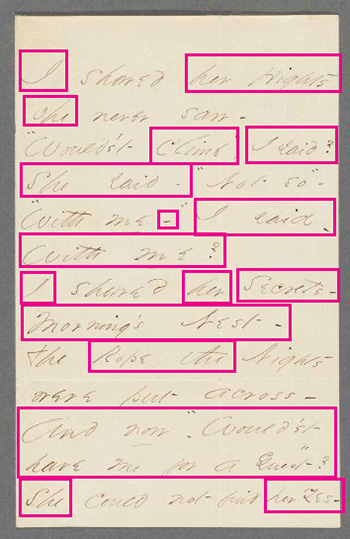 I showed her Hights
she never saw -
"Would'st Climb", I said?
She said - "Not so" -
"With me -" I said -
With me?
I showed her Secrets -
Morning's Nest -
The Rope the Nights
were put across -
And now - "Would'st
have me for a Guest"?
She could not find her Yes -